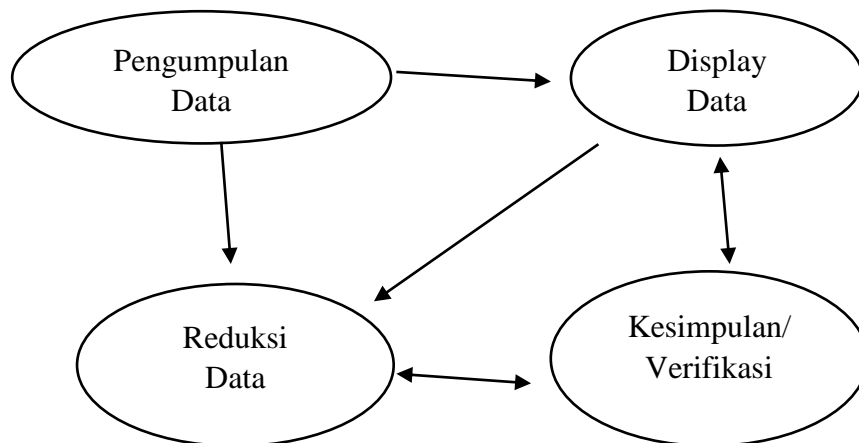 Pengumpulan
Data
Display
Data
Reduksi
Data
Kesimpulan/
Verifikasi